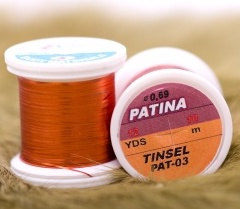 ø 0,69
PATINA
YDS m
TINSEL
PAT-03